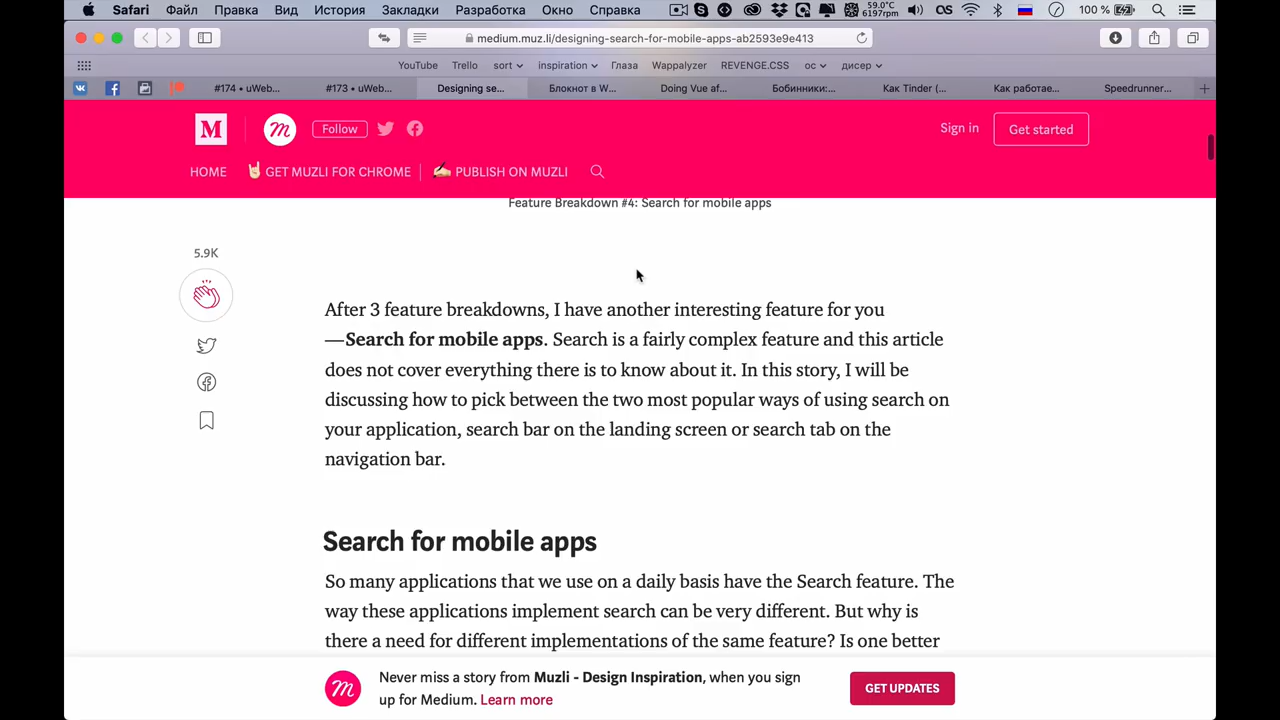 Safari Файл Правка Вид История Закладки Разработка Окно Справка 59.0°C 6197rpm 100 %
medium.muz.li/designing-search-for-mobile-apps-ab2593e9e413
YouTube Trello sort inspiration Глаза Wappalyzer REVENGE.CSS ос дисер
#174 • uWeb... #173 • uWeb... Designing se... Блокнот в W... Doing Vue af... Бобинники:... Как Tinder (... Как работае... Speedrunner...
M Follow Sign in Get started
HOME GET MUZLI FOR CHROME PUBLISH ON MUZLI
Feature Breakdown #4: Search for mobile apps
5.9K
After 3 feature breakdowns, I have another interesting feature for you
—Search for mobile apps. Search is a fairly complex feature and this article
does not cover everything there is to know about it. In this story, I will be
discussing how to pick between the two most popular ways of using search on
your application, search bar on the landing screen or search tab on the
navigation bar.
Search for mobile apps
So many applications that we use on a daily basis have the Search feature. The
way these applications implement search can be very different. But why is
there a need for different implementations of the same feature? Is one better
Never miss a story from Muzli - Design Inspiration, when you sign
up for Medium. Learn more
GET UPDATES